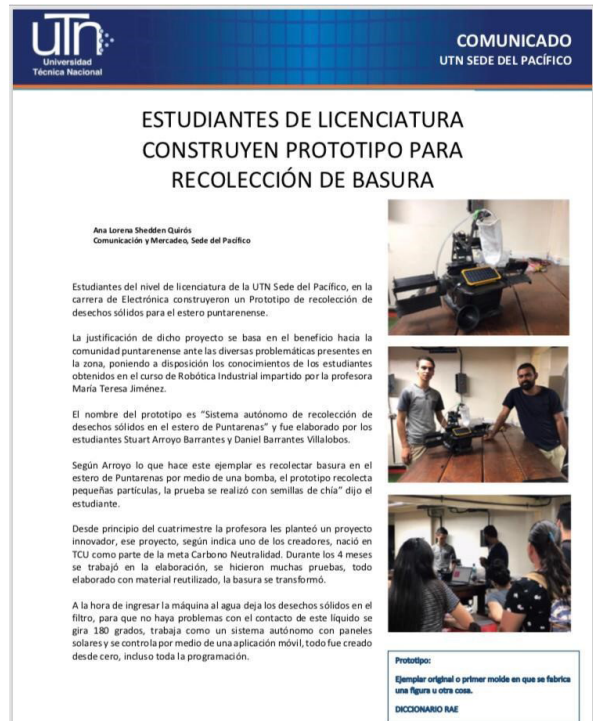 UTN
Universidad
Técnica Nacional
COMUNICADO
UTN SEDE DEL PACÍFICO
ESTUDIANTES DE LICENCIATURA
CONSTRUYEN PROTOTIPO PARA
RECOLECCIÓN DE BASURA
Ana Lorena Shedden Quirós
Comunicación y Mercadeo, Sede del Pacífico
Estudiantes del nivel de licenciatura de la UTN Sede del Pacífico, en la
carrera de Electrónica construyeron un Prototipo de recolección de
desechos sólidos para el estero puntarenense.
La justificación de dicho proyecto se basa en el beneficio hacia la
comunidad puntarenense ante las diversas problemáticas presentes en
la zona, poniendo a disposición los conocimientos de los estudiantes
obtenidos en el curso de Robótica Industrial impartido por la profesora
María Teresa Jiménez.
El nombre del prototipo es “Sistema autónomo de recolección de
desechos sólidos en el estero de Puntarenas” y fue elaborado por los
estudiantes Stuart Arroyo Barrantes y Daniel Barrantes Villalobos.
Según Arroyo lo que hace este ejemplar es recolectar basura en el
estero de Puntarenas por medio de una bomba, el prototipo recolecta
pequeñas partículas, la prueba se realizó con semillas de chía” dijo el
estudiante.
Desde principio del cuatrimestre la profesora les planteó un proyecto
innovador, ese proyecto, según indica uno de los creadores, nació en
TCU como parte de la meta Carbono Neutralidad. Durante los 4 meses
se trabajó en la elaboración, se hicieron muchas pruebas, todo
elaborado con material reutilizado, la basura se transformó.
A la hora de ingresar la máquina al agua deja los desechos sólidos en el
filtro, para que no haya problemas con el contacto de este líquido se
gira 180 grados, trabaja como un sistema autónomo con paneles
solares y se controla por medio de una aplicación móvil, todo fue creado
desde cero, incluso toda la programación.
Prototipo:
Ejemplar original o primer molde en que se fabrica
una figura u otra cosa.
DICCIONARIO RAE